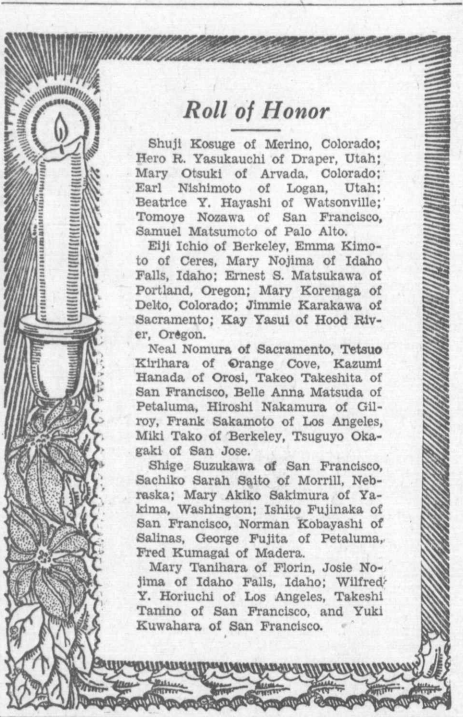 Roll of Honor
Shuji Kosuge of Merino, Colorado;
Hero R. Yasukauchi of Draper, Utah;
Mary Otsuki of Arvada, Colorado;
Earl Nishimoto of Logan, Utah;
Beatrice Y. Hayashi of Watsonville;
Tomoye Nozawa of San Francisco,
Samuel Matsumoto of Palo Alto.
Eiji Ichio of Berkeley, Emma Kimo-
to of Ceres, Mary Nojima of Idaho
Falls, Idaho; Ernest S. Matsukawa of
Portland, Oregon; Mary Korenaga of
Delto, Colorado; Jimmie Karakawa of
Sacramento; Kay Yasui of Hood Riv-
er, Oregon.
Neal Nomura of Sacramento, Tetsuo
Kirihara of Orange Cove, Kazumi
Hanada of Orosi, Takeo Takeshita of
San Francisco, Belle Anna Matsuda of
Petaluma, Hiroshi Nakamura of Gil-
roy, Frank Sakamoto of Los Angeles,
Miki Tako of Berkeley, Tsuguyo Oka-
gaki of San Jose.
Shige Suzukawa of San Francisco,
Sachiko Sarah Saito of Morrill, Neb-
raska; Mary Akiko Sakimura of Ya-
kima, Washington; Ishito Fujinaka of
San Francisco, Norman Kobayashi of
Salinas, George Fujita of Petaluma,
Fred Kumagai of Madera.
Mary Tanihara of Florin, Josie No-
jima of Idaho Falls, Idaho; Wilfred
Y. Horiuchi of Los Angeles, Takeshi
Tanino of San Francisco, and Yuki
Kuwahara of San Francisco.